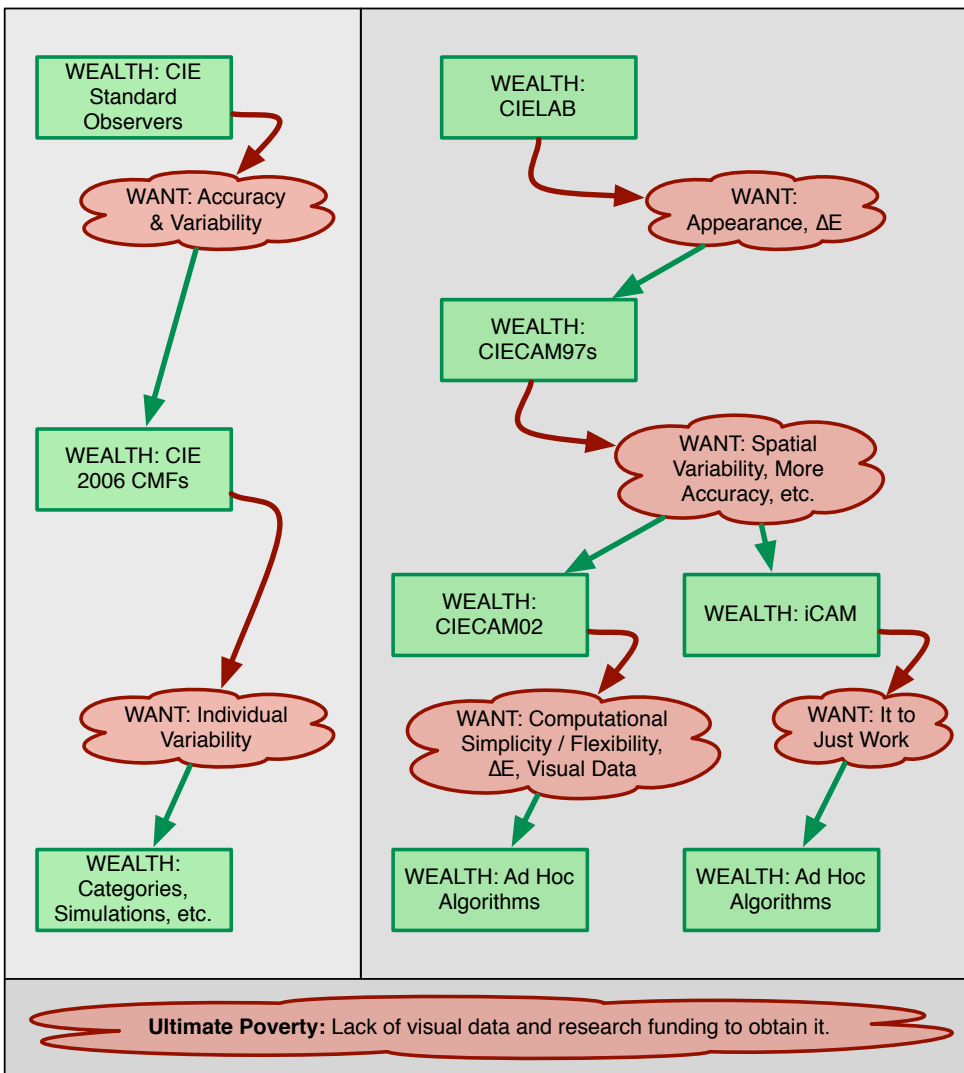 WEALTH: CIE
Standard
Observers
WANT: Accuracy
& Variability
WEALTH: CIE
2006 CMFs
WANT: Individual
Variability
WEALTH:
Categories,
Simulations, etc.
WEALTH:
CIELAB
WANT:
Appearance, ΔE
WEALTH:
CIECAM97s
WANT: Spatial
Variability, More
Accuracy, etc.
WEALTH:
CIECAM02
WANT: Computational
Simplicity / Flexibility,
ΔE, Visual Data
WEALTH: Ad Hoc
Algorithms
WEALTH: iCAM
WANT: It to
Just Work
WEALTH: Ad Hoc
Algorithms
Ultimate Poverty: Lack of visual data and research funding to obtain it.